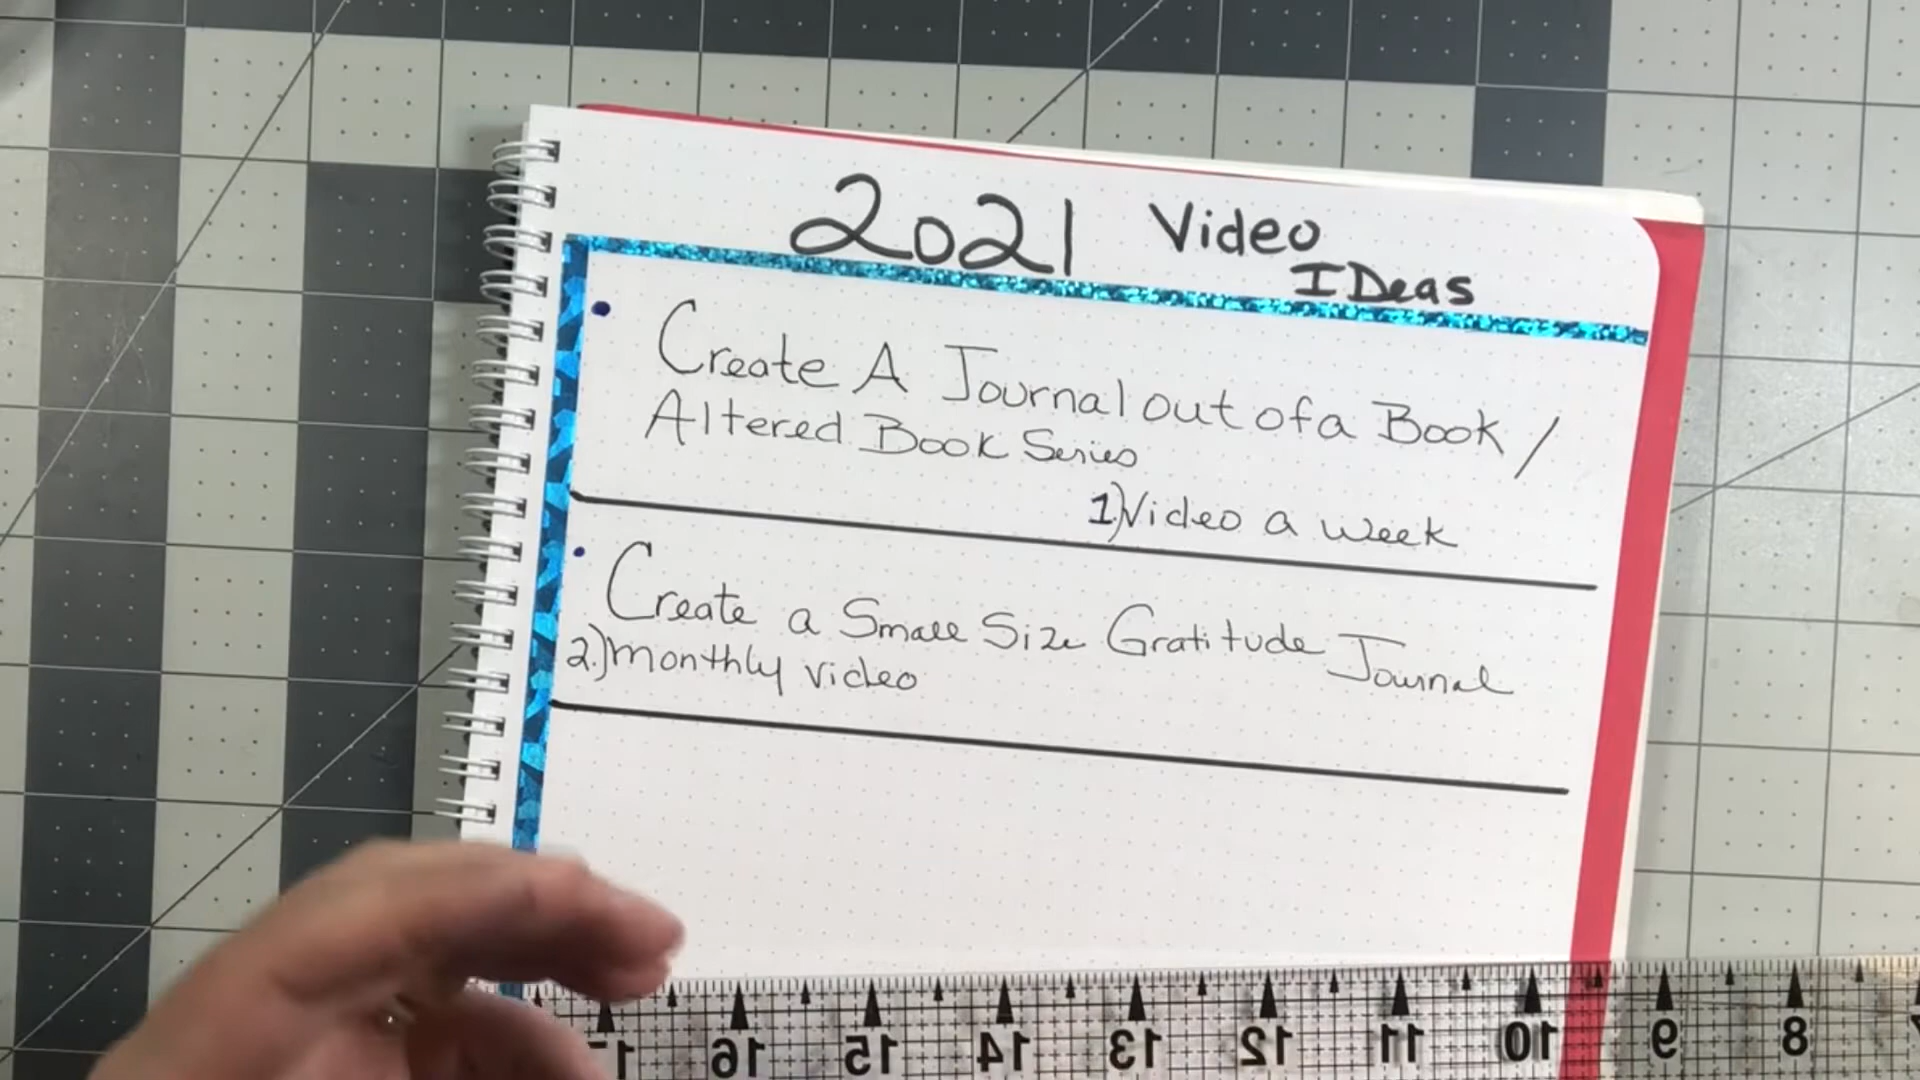 2021 Video
IDeas
• Create A Journal out of a Book /
Altered Book Series
1.) Video a week
• Create a Small Size Gratitude Journal
2.) Monthly video
16 15 14 13 12 11 10 9 8